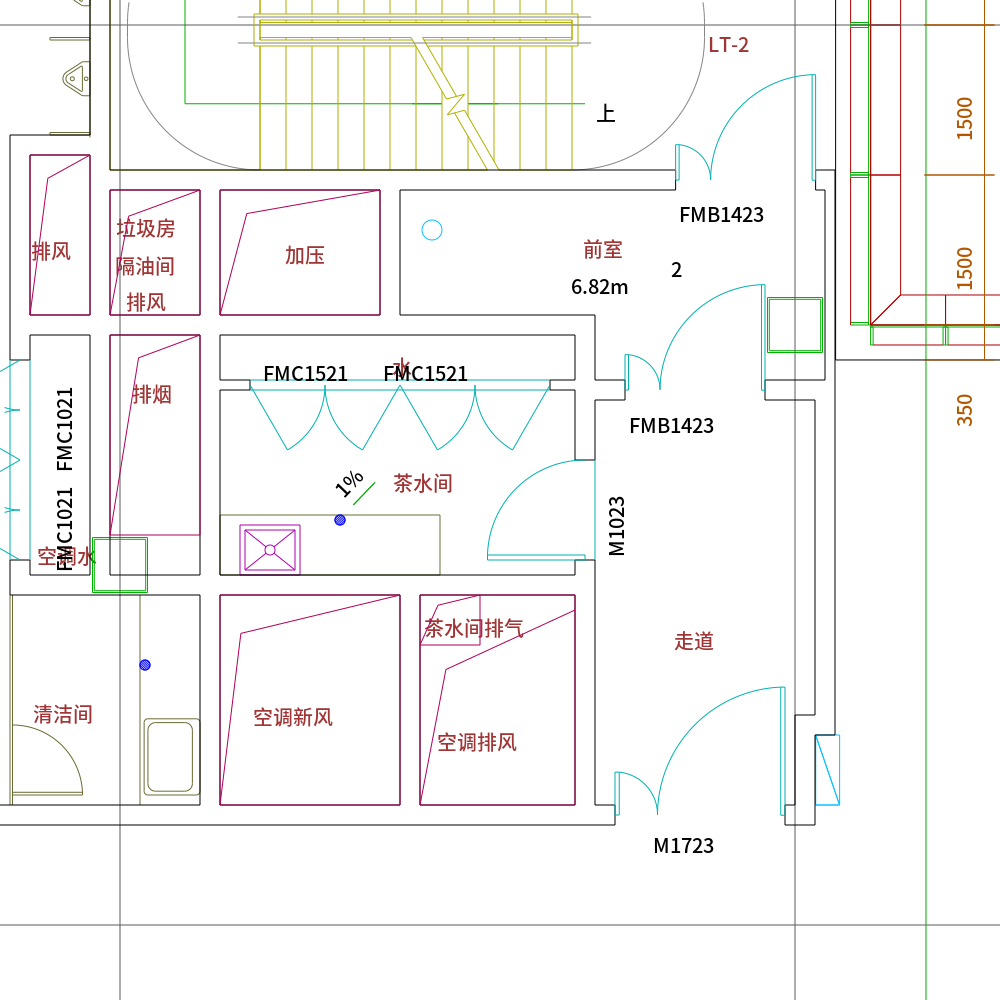 LT-2
上
1500
FMB1423
排风
垃圾房
隔油间
排风
加压
前室
2
6.82m
1500
水
FMC1521
FMC1521
排烟
FMC1021
350
FMB1423
1%
茶水间
M1023
FMC1021
空调水
茶水间排气
走道
清洁间
空调新风
空调排风
M1723